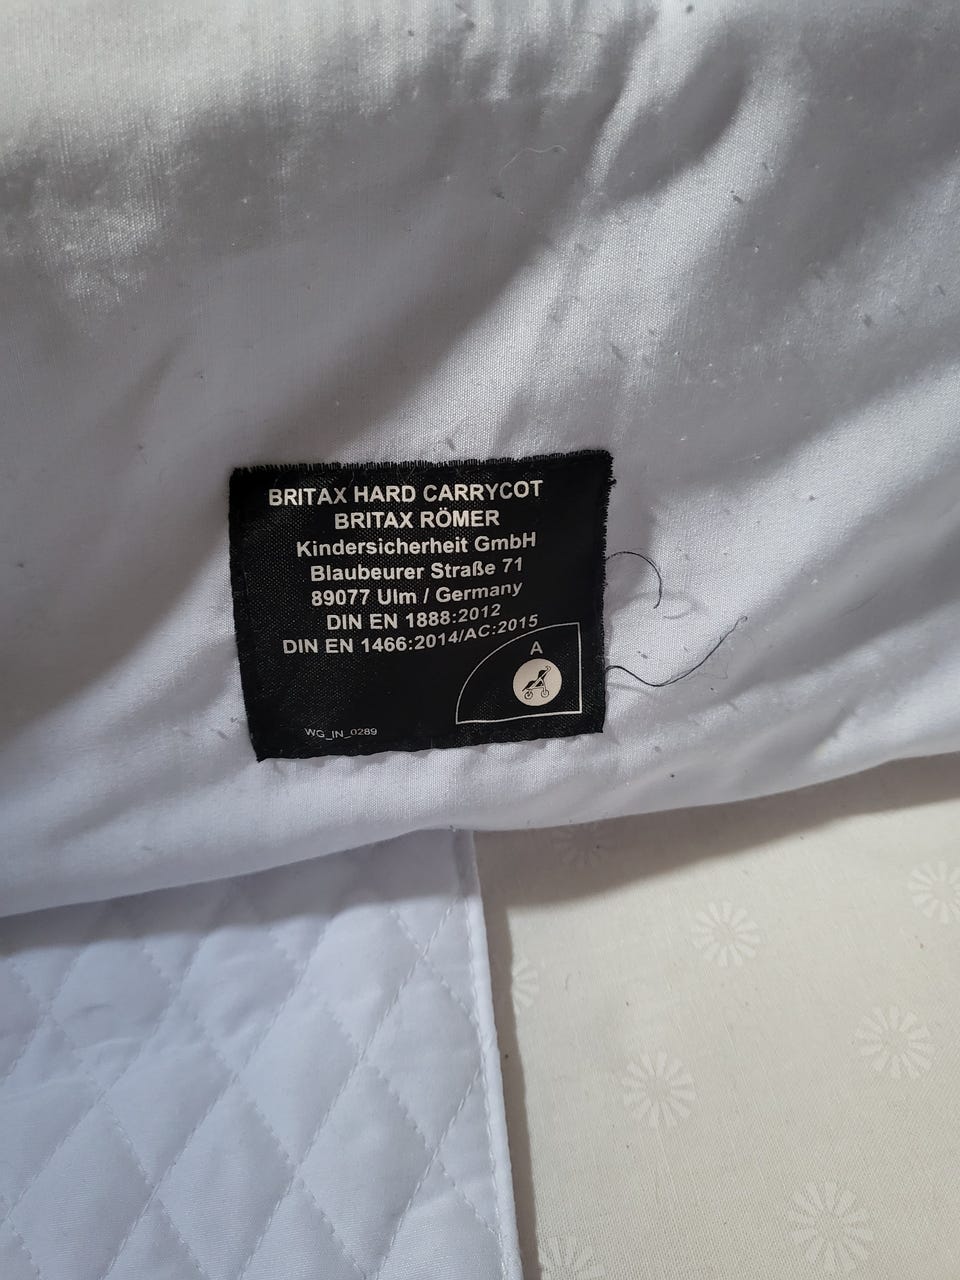 BRITAX HARD CARRYCOT
BRITAX RÖMER
Kindersicherheit GmbH
Blaubeurer Straße 71
89077 Ulm / Germany
DIN EN 1888:2012
DIN EN 1466:2014/AC:2015
A
WG_IN_0289